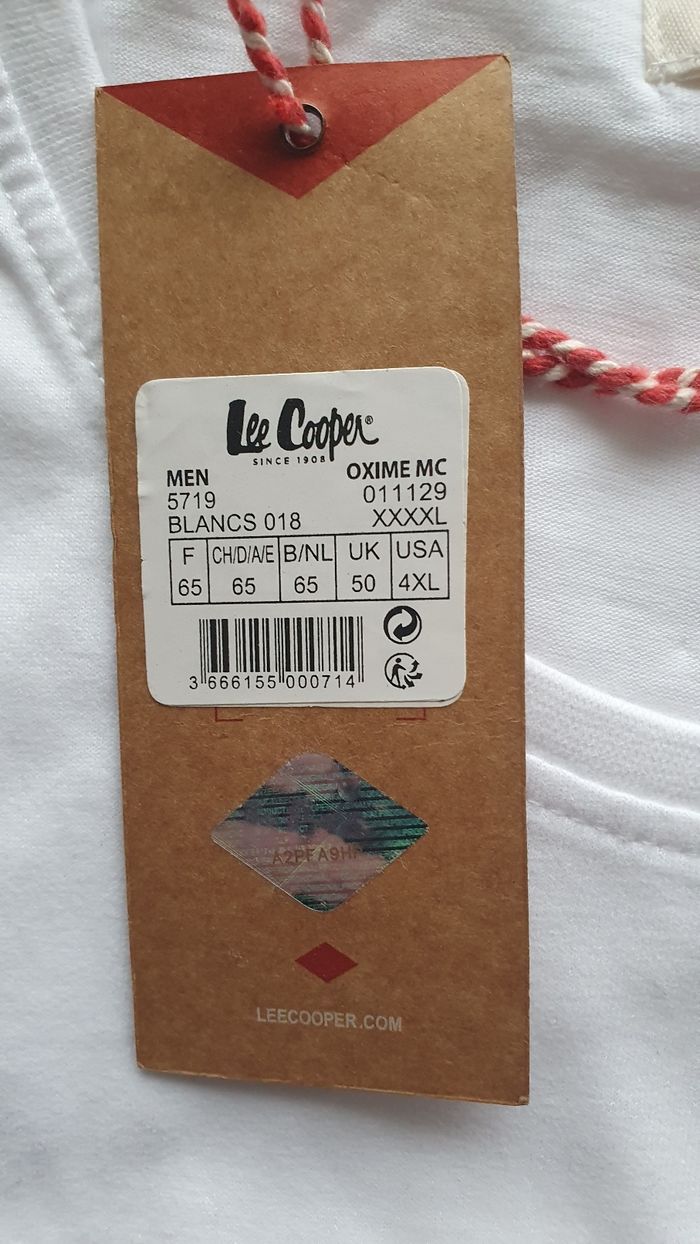 Lee Cooper®
SINCE 1908
MEN OXIME MC
5719 011129
BLANCS 018 XXXXL
F CH/D/A/E B/NL UK USA
65 65 65 50 4XL
3 666155 000714
LEECOOPER.COM